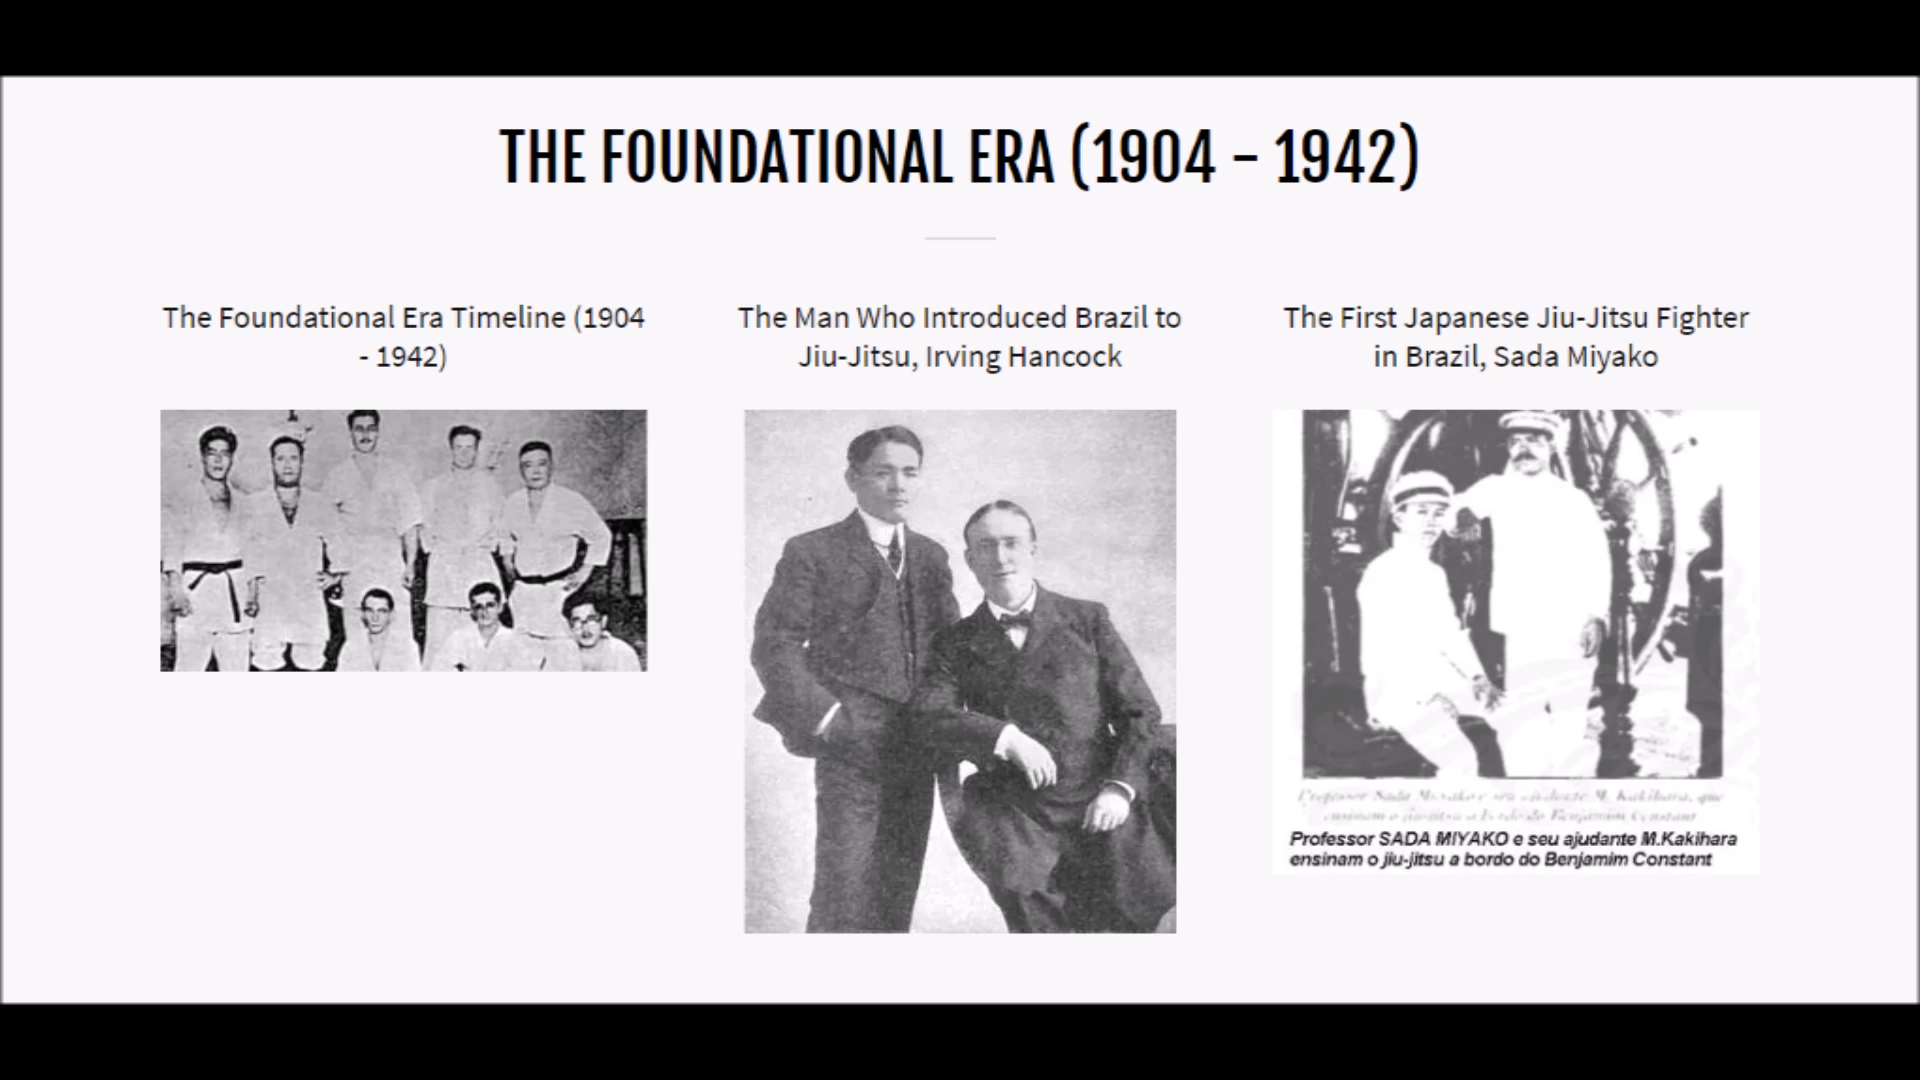 THE FOUNDATIONAL ERA (1904 – 1942)
The Foundational Era Timeline (1904
- 1942)
The Man Who Introduced Brazil to
Jiu-Jitsu, Irving Hancock
The First Japanese Jiu-Jitsu Fighter
in Brazil, Sada Miyako
Professor SADA MIYAKO e seu ajudante M.Kakihara
ensinam o jiu-jitsu a bordo do Benjamim Constant